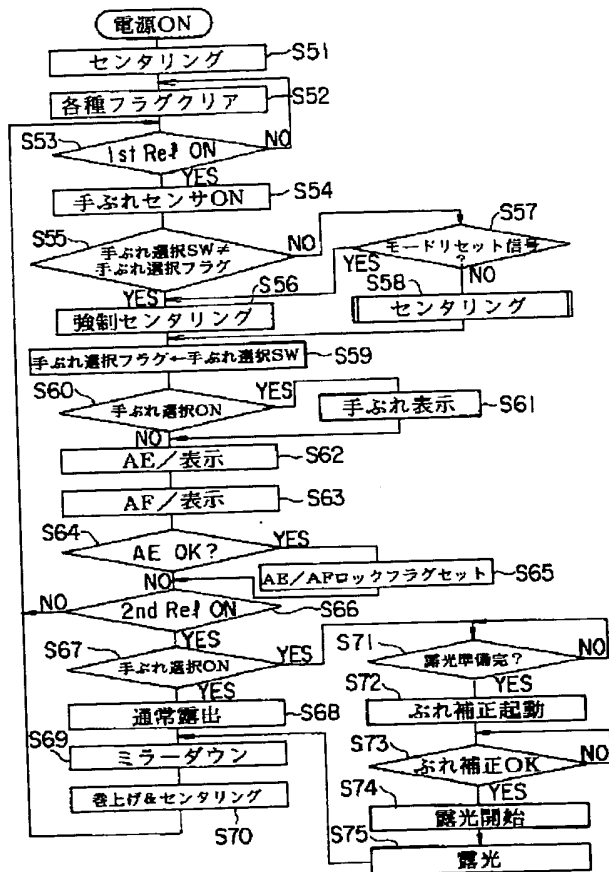 電源ON
センタリング
S51
各種フラグクリア
S52
S53
1st Rel ON
NO
YES
手ぶれセンサON
S54
S55
手ぶれ選択SW≠
手ぶれ選択フラグ
NO
YES
S57
モードリセット信号
?
YES
NO
S56
強制センタリング
S58
センタリング
手ぶれ選択フラグ←手ぶれ選択SW
S59
S60
手ぶれ選択ON
YES
NO
手ぶれ表示
S61
AE/表示
S62
AF/表示
S63
S64
AE OK?
YES
NO
AE/AFロックフラグセット
S65
NO
2nd Rel ON
S66
YES
S67
手ぶれ選択ON
YES
YES
通常露出
S68
S69
ミラーダウン
巻上げ&センタリング
S70
S71
露光準備完?
NO
YES
S72
ぶれ補正起動
S73
ぶれ補正OK
NO
YES
S74
露光開始
S75
露光